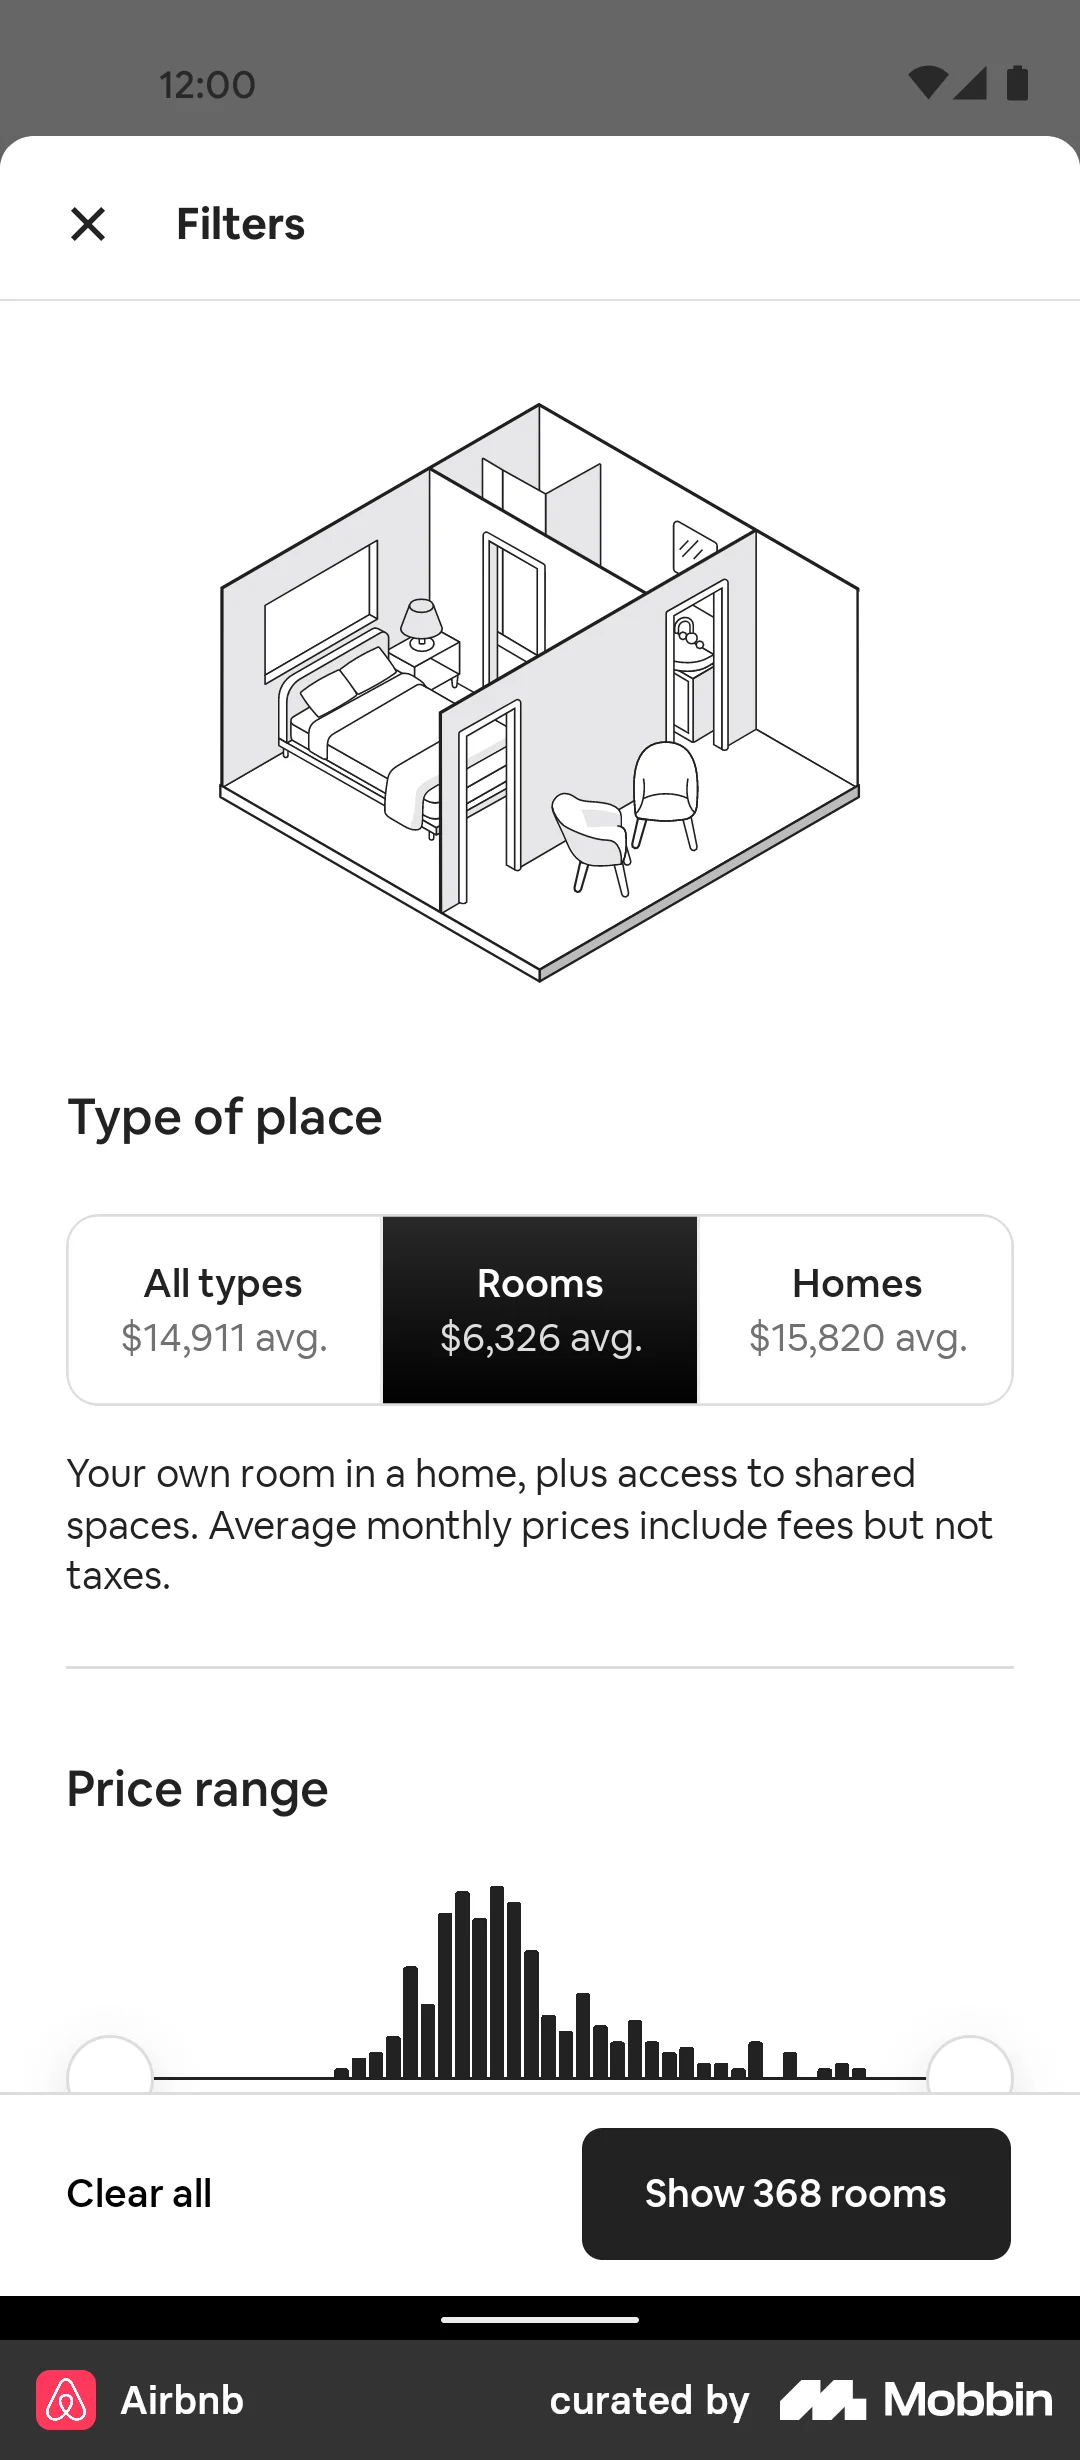 12:00
Filters
Type of place
All types
$14,911 avg.
Rooms
$6,326 avg.
Homes
$15,820 avg.
Your own room in a home, plus access to shared
spaces. Average monthly prices include fees but not
taxes.
Price range
Clear all
Show 368 rooms
Airbnb
curated by Mobbin